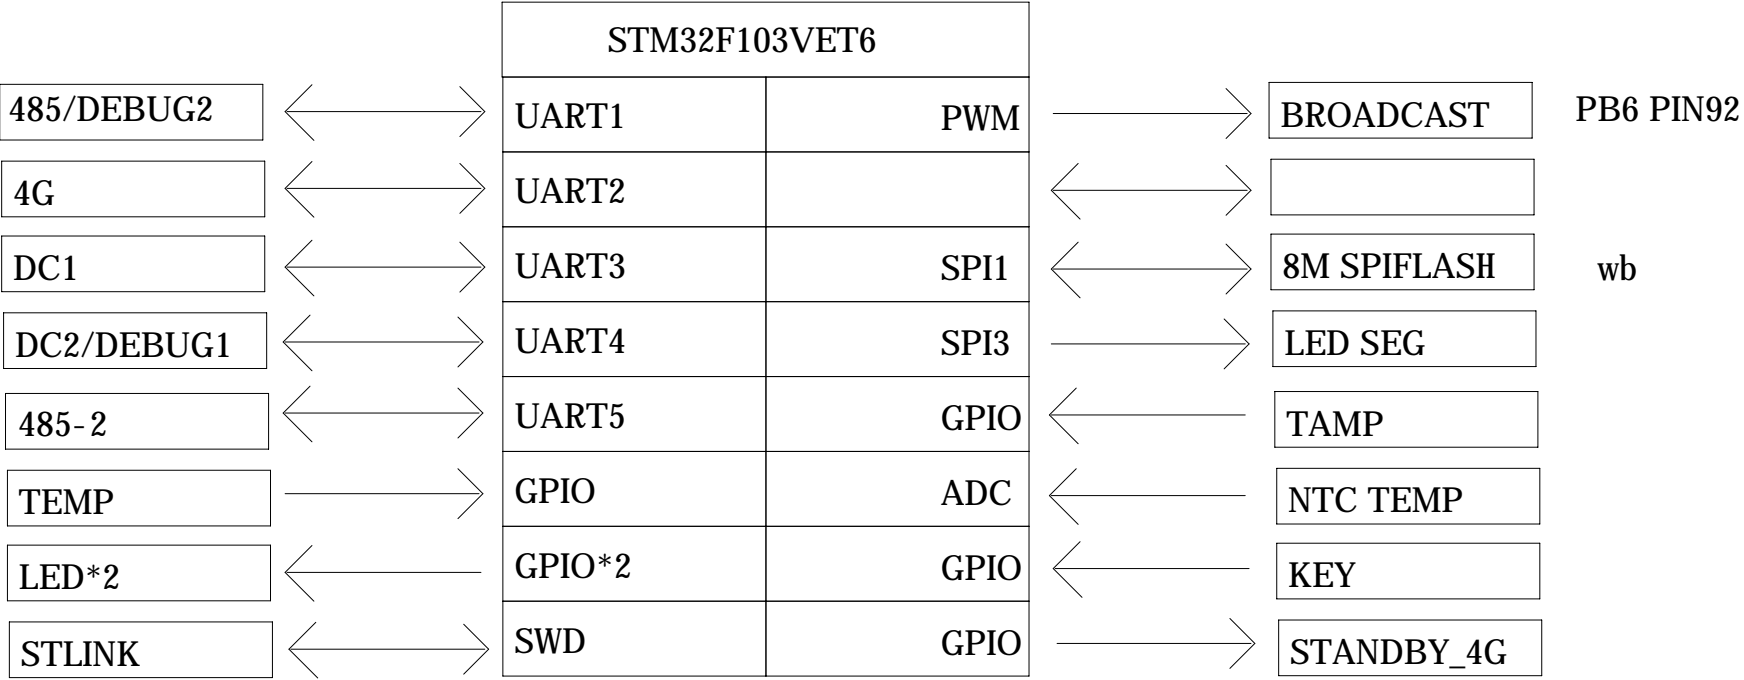 STM32F103VET6
485/DEBUG2 UART1 PWM BROADCAST PB6 PIN92
4G UART2
DC1 UART3 SPI1 8M SPIFLASH wb
DC2/DEBUG1 UART4 SPI3 LED SEG
485-2 UART5 GPIO TAMP
TEMP GPIO ADC NTC TEMP
LED*2 GPIO*2 GPIO KEY
STLINK SWD GPIO STANDBY_4G